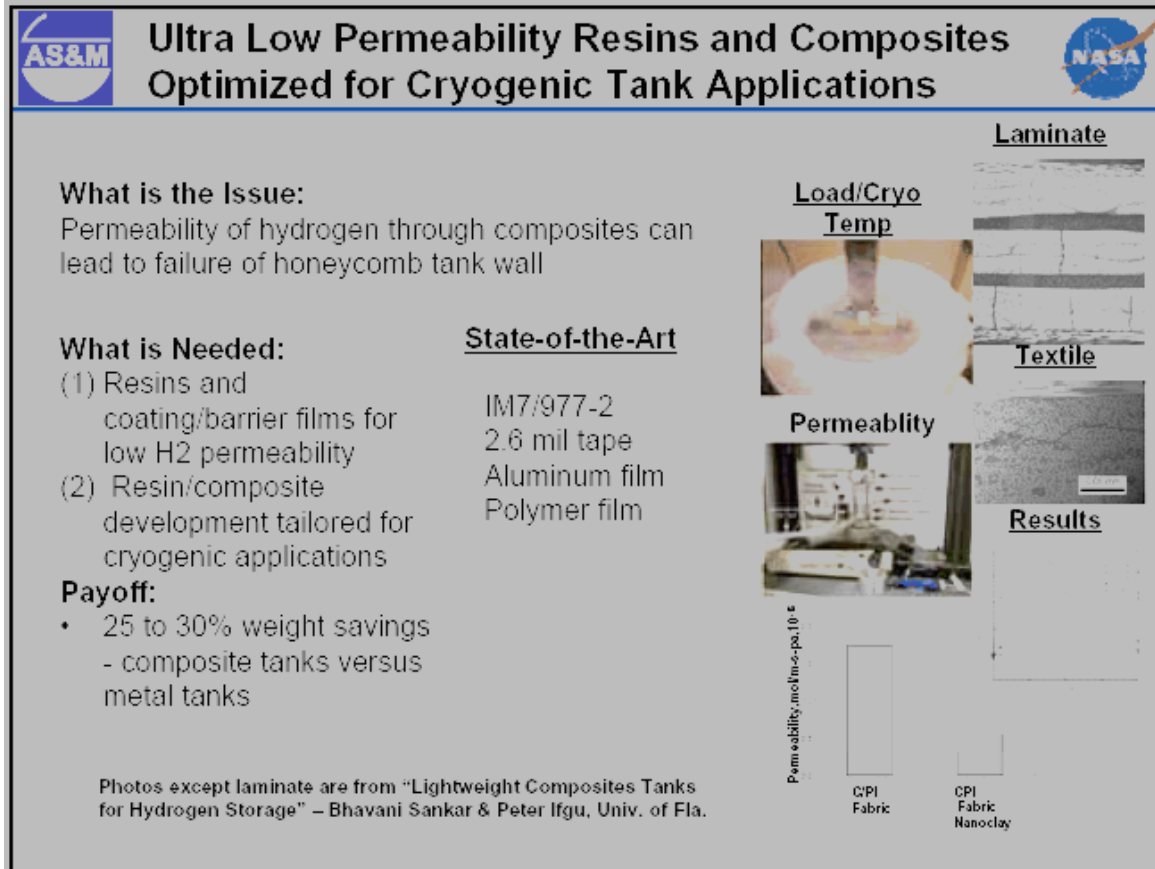 AS&M
Ultra Low Permeability Resins and Composites
Optimized for Cryogenic Tank Applications
NASA
What is the Issue:
Permeability of hydrogen through composites can
lead to failure of honeycomb tank wall
What is Needed:
(1) Resins and
coating/barrier films for
low H2 permeability
(2) Resin/composite
development tailored for
cryogenic applications
Payoff:
• 25 to 30% weight savings
- composite tanks versus
metal tanks
State-of-the-Art
IM7/977-2
2.6 mil tape
Aluminum film
Polymer film
Load/Cryo
Temp
Permeablity
Laminate
Textile
Results
Permeability,mol/m-s-pa,10
C/PI
Fabric
CPI
Fabric
Nanoclay
Photos except laminate are from “Lightweight Composites Tanks
for Hydrogen Storage” – Bhavani Sankar & Peter Ifgu, Univ. of Fla.